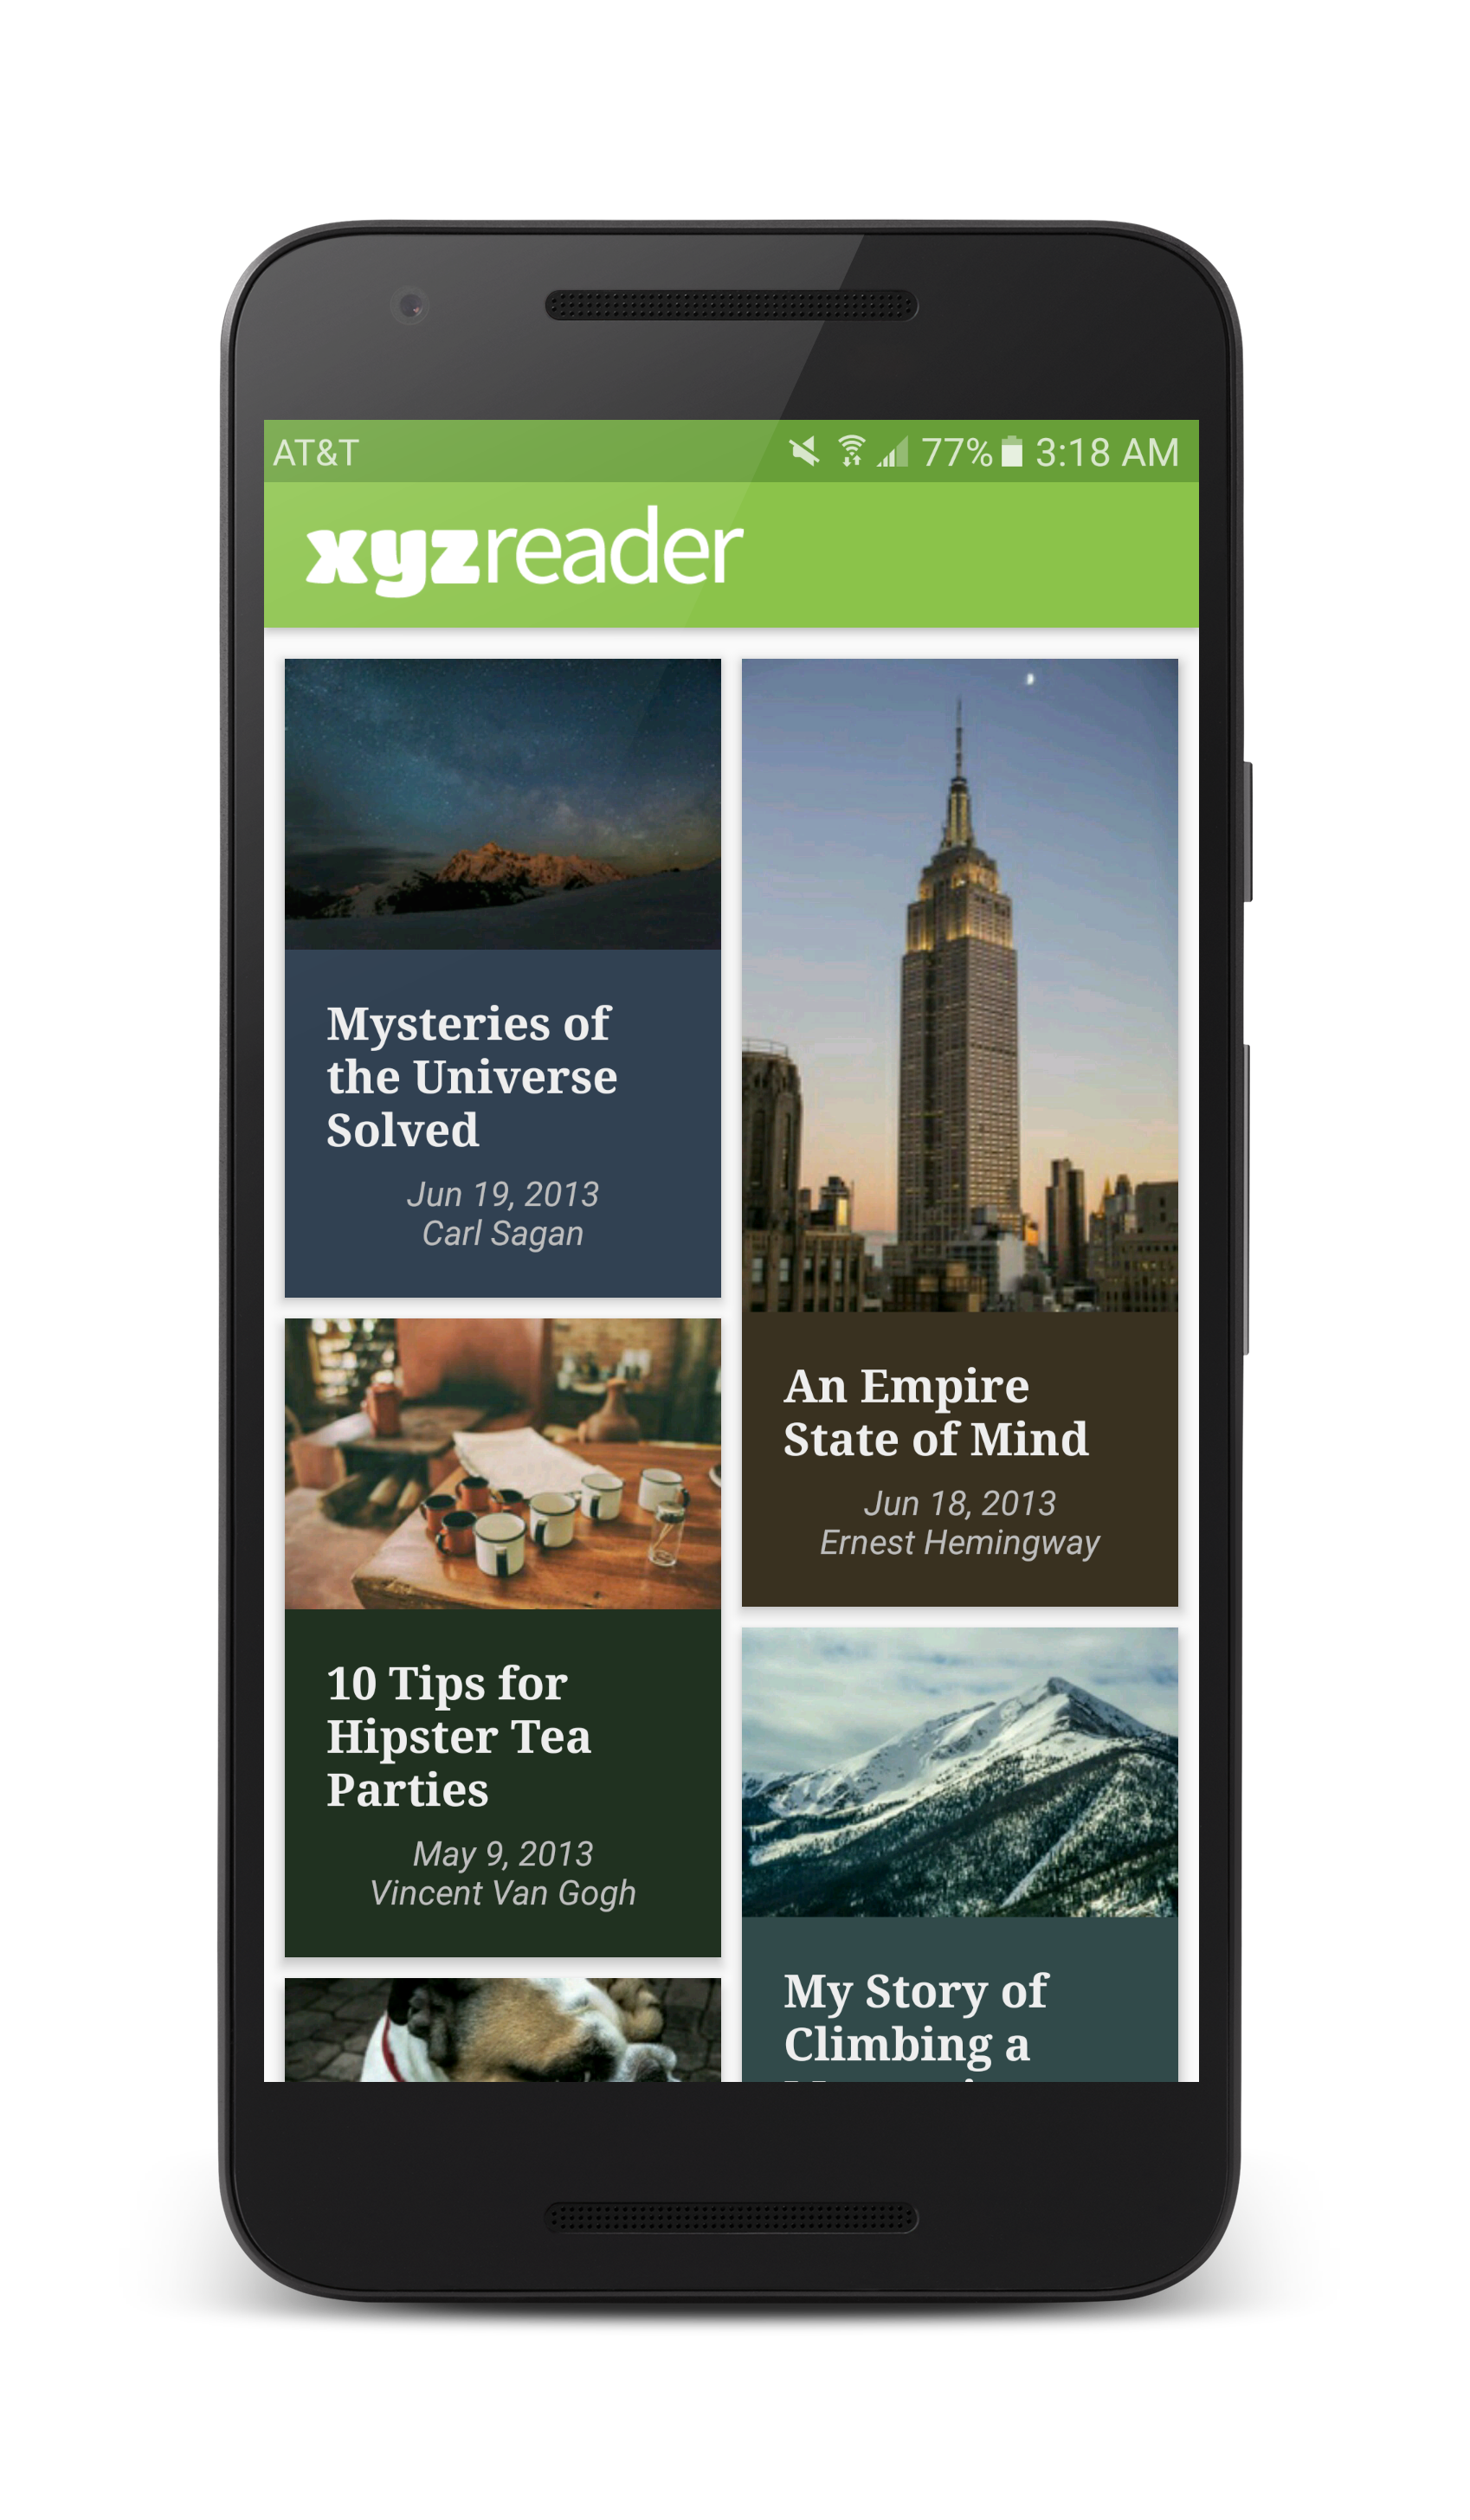 AT&T 77% 3:18 AM
xyzreader
Mysteries of
the Universe
Solved
Jun 19, 2013
Carl Sagan
An Empire
State of Mind
Jun 18, 2013
Ernest Hemingway
10 Tips for
Hipster Tea
Parties
May 9, 2013
Vincent Van Gogh
My Story of
Climbing a